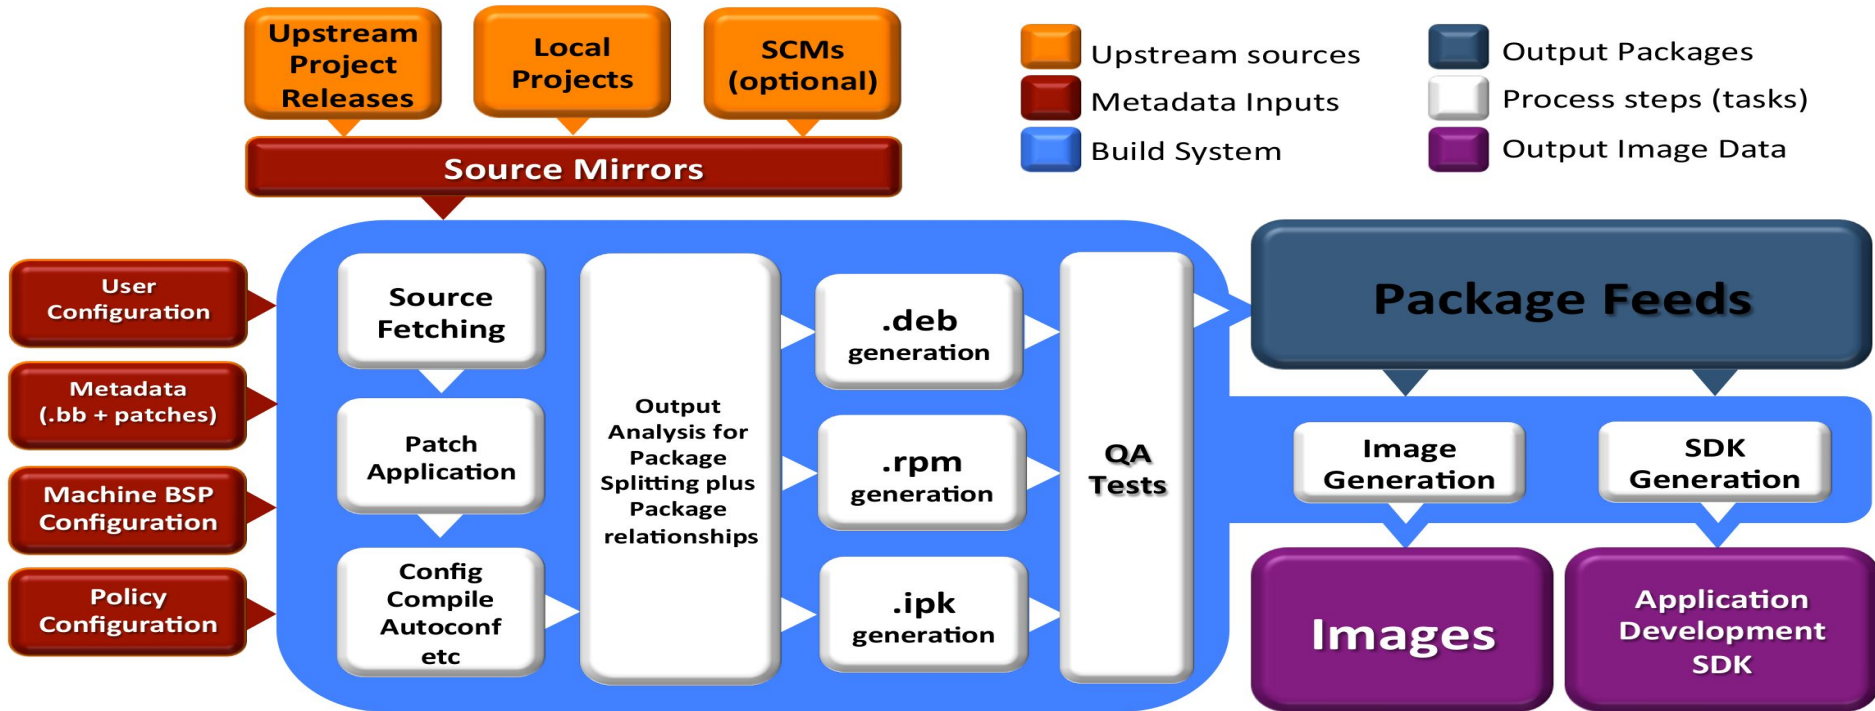 Upstream
Project
Releases
Local
Projects
SCMs
(optional)
Source Mirrors
Upstream sources
Metadata Inputs
Build System
Output Packages
Process steps (tasks)
Output Image Data
User
Configuration
Metadata
(.bb + patches)
Machine BSP
Configuration
Policy
Configuration
Source
Fetching
Patch
Application
Config
Compile
Autoconf
etc
Output
Analysis for
Package
Splitting plus
Package
relationships
.deb
generation
.rpm
generation
.ipk
generation
QA
Tests
Package Feeds
Image
Generation
SDK
Generation
Images
Application
Development
SDK